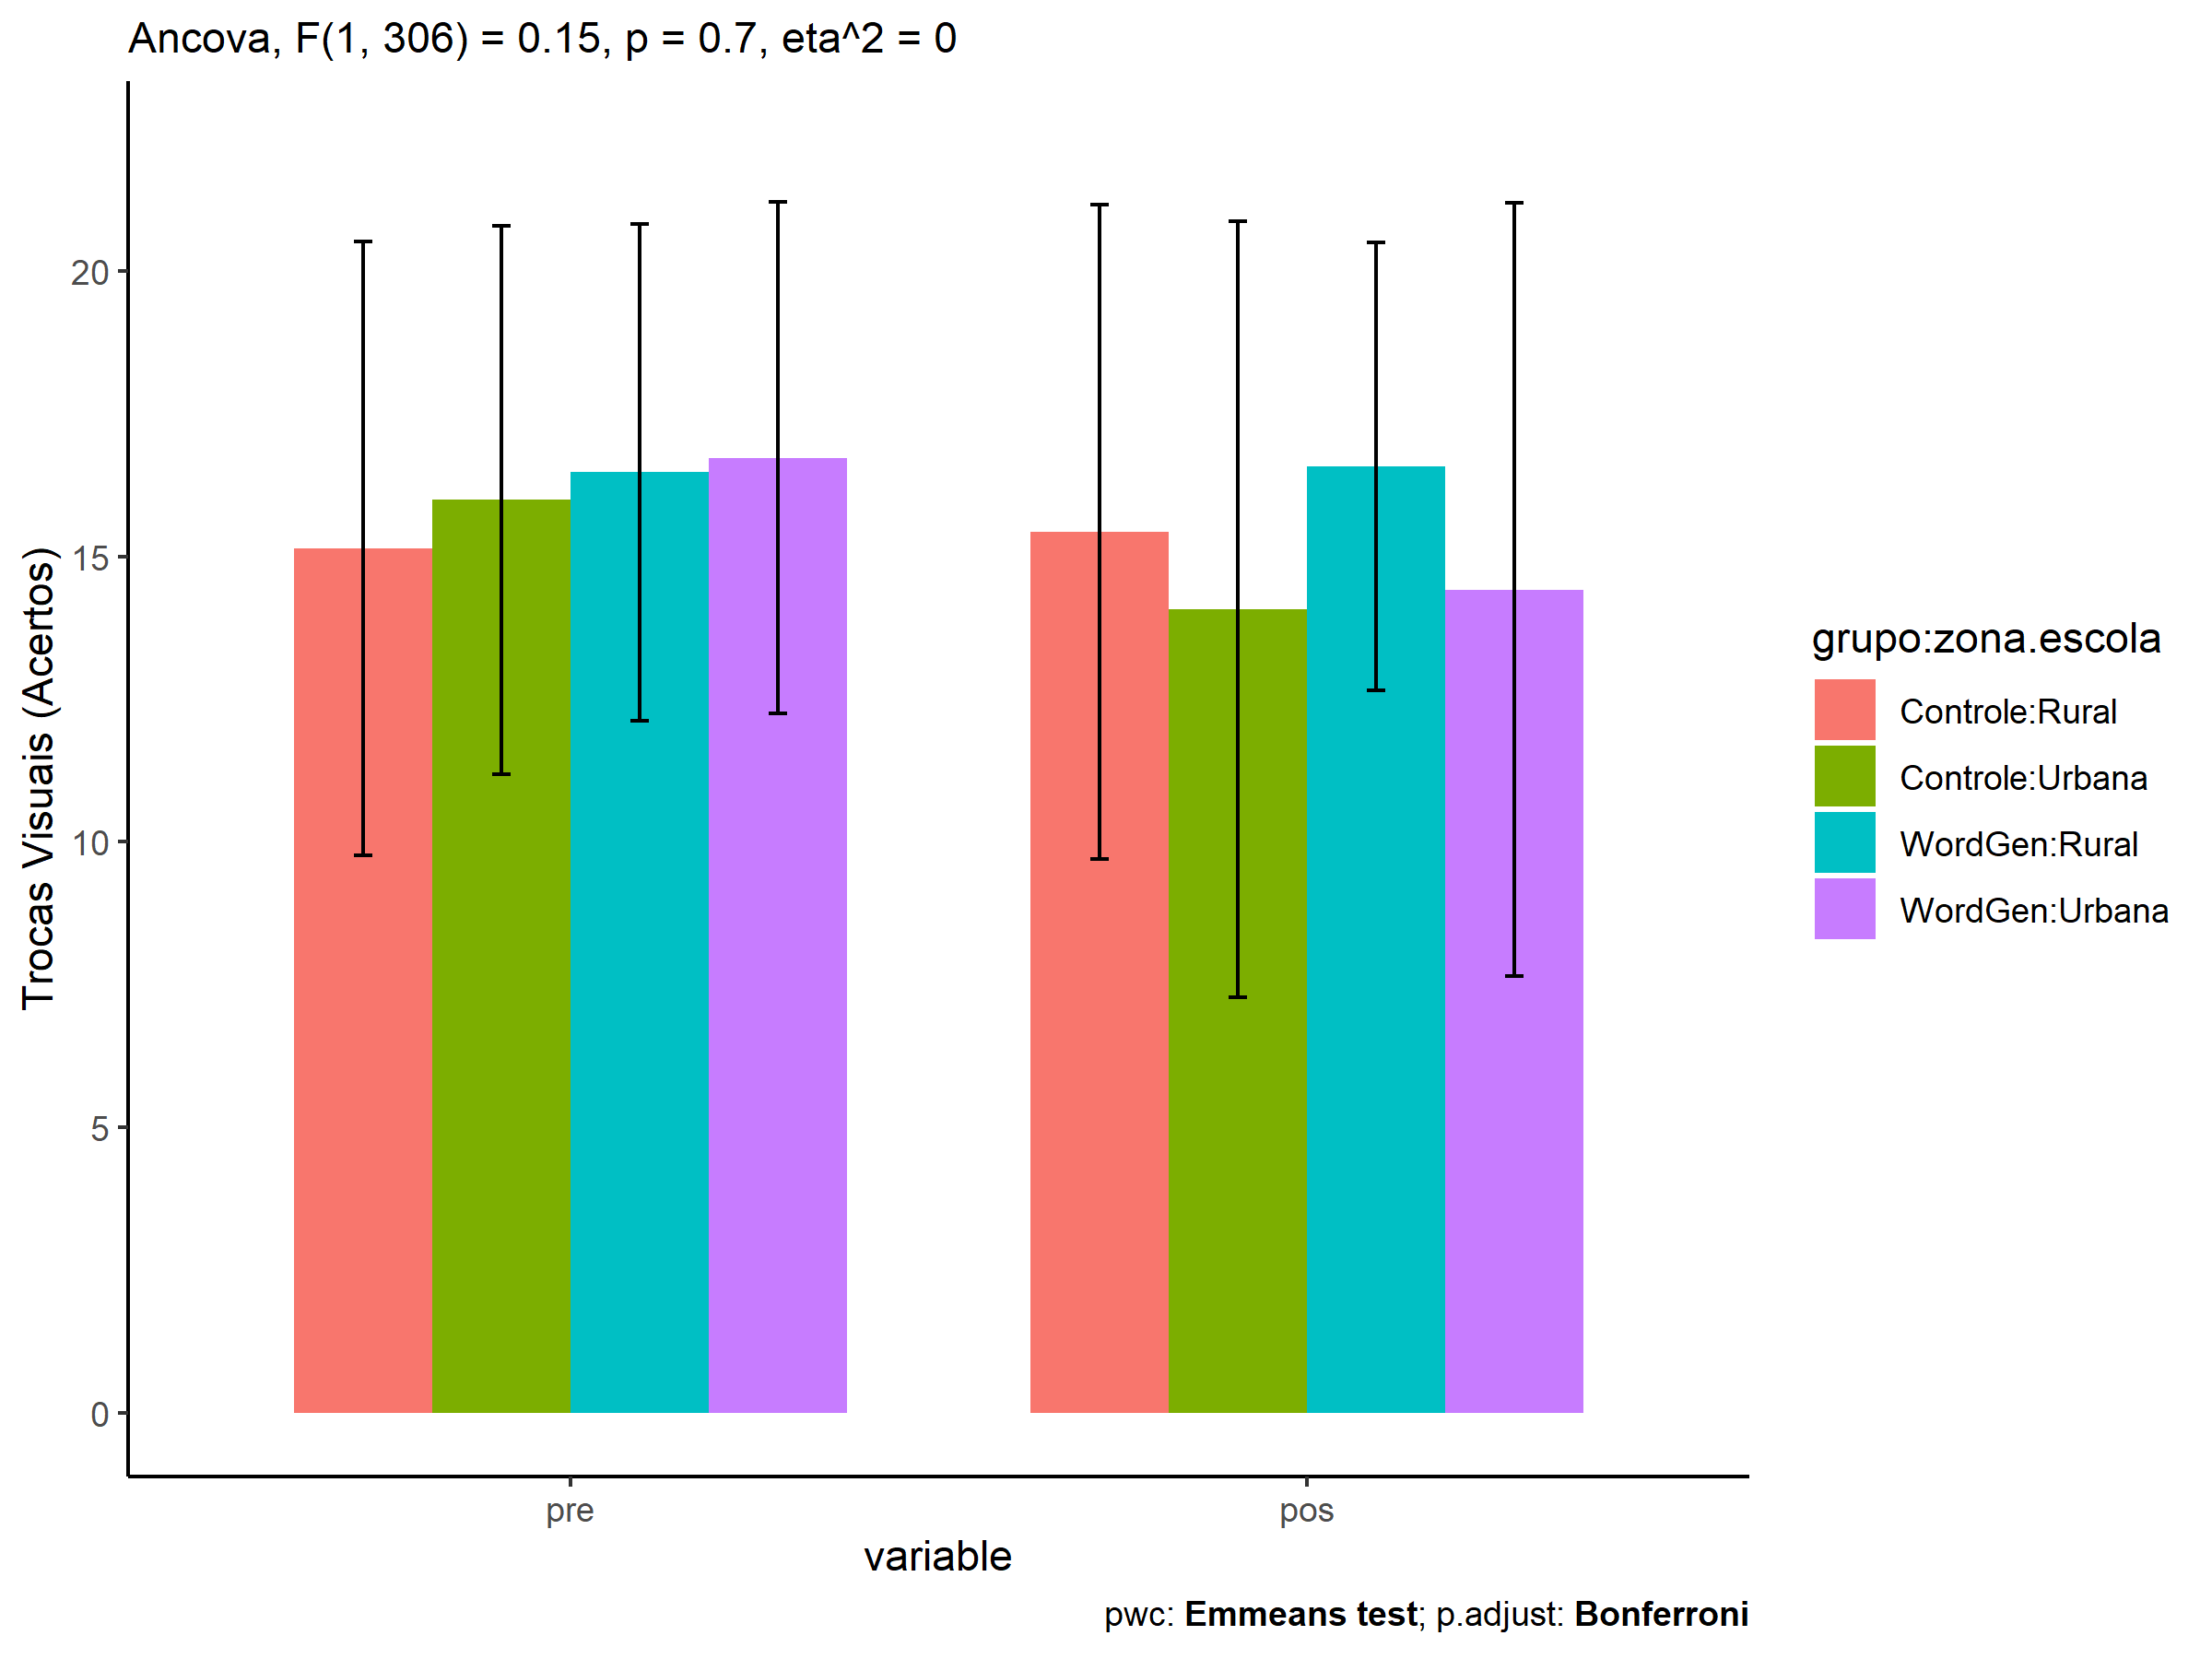 Ancova, F(1, 306) = 0.15, p = 0.7, eta^2 = 0
Trocas Visuais (Acertos)
20
15
10
5
0
pre
pos
variable
grupo:zona.escola
Controle:Rural
Controle:Urbana
WordGen:Rural
WordGen:Urbana
pwc: Emmeans test; p.adjust: Bonferroni